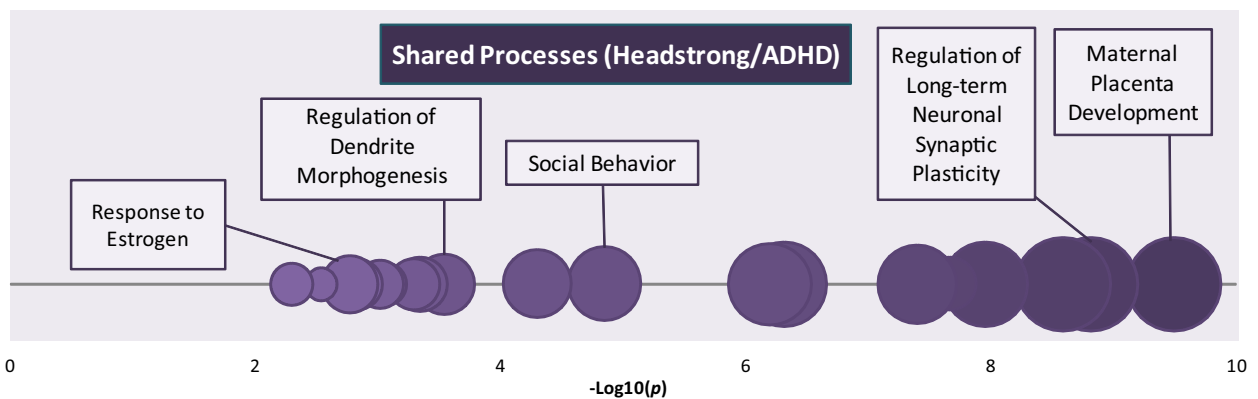 Shared Processes (Headstrong/ADHD)
Regulation of
Long-term
Neuronal
Synaptic
Plasticity
Maternal
Placenta
Development
Regulation of
Dendrite
Morphogenesis
Social Behavior
Response to
Estrogen
0 2 4 6 8 10
-Log10(p)